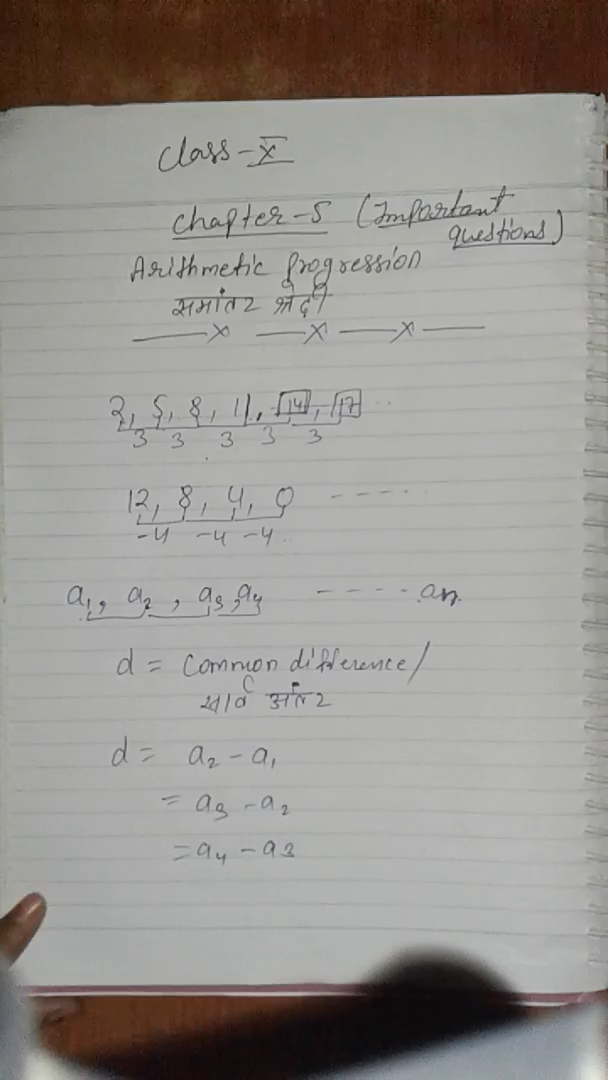 Class - X
Chapter-5 (Important questions)
Arithmetic Progression
समांतर श्रेढ़ी
—x —x —x —
2, 5, 8, 11, 14, 17 ..
3 3 3 3 3
12, 8, 4, 0 -----
-4 -4 -4
a1, a2, a3, a4 ---- an.
d = Common difference/
सार्व अंतर
d = a2 - a1
= a3 - a2
= a4 - a3